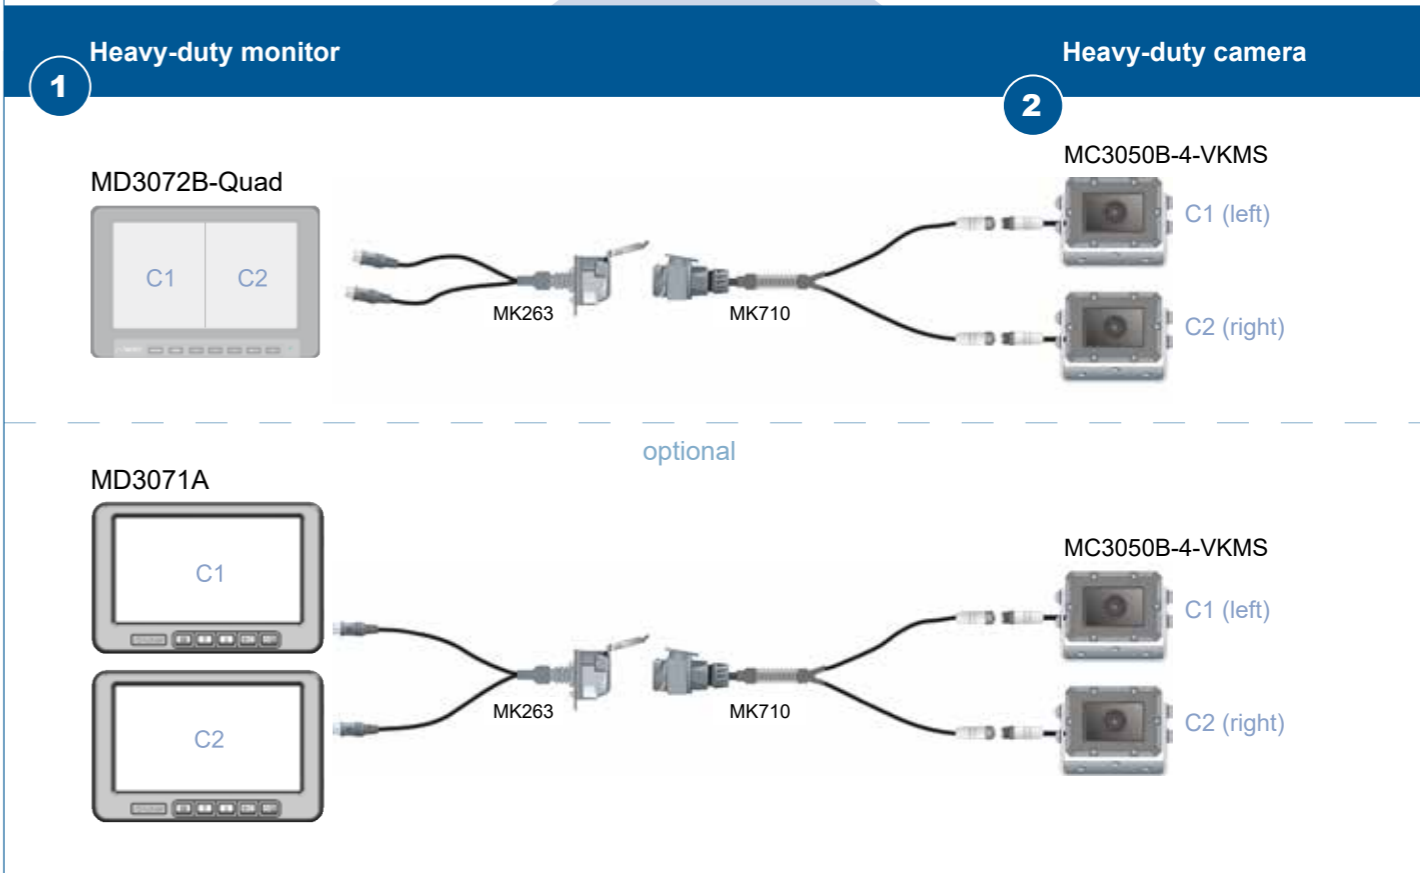 Heavy-duty monitor
Heavy-duty camera
1
2
MD3072B-Quad
MC3050B-4-VKMS
C1
C2
MK263
MK710
C1 (left)
C2 (right)
optional
MD3071A
MC3050B-4-VKMS
C1
C2
MK263
MK710
C1 (left)
C2 (right)